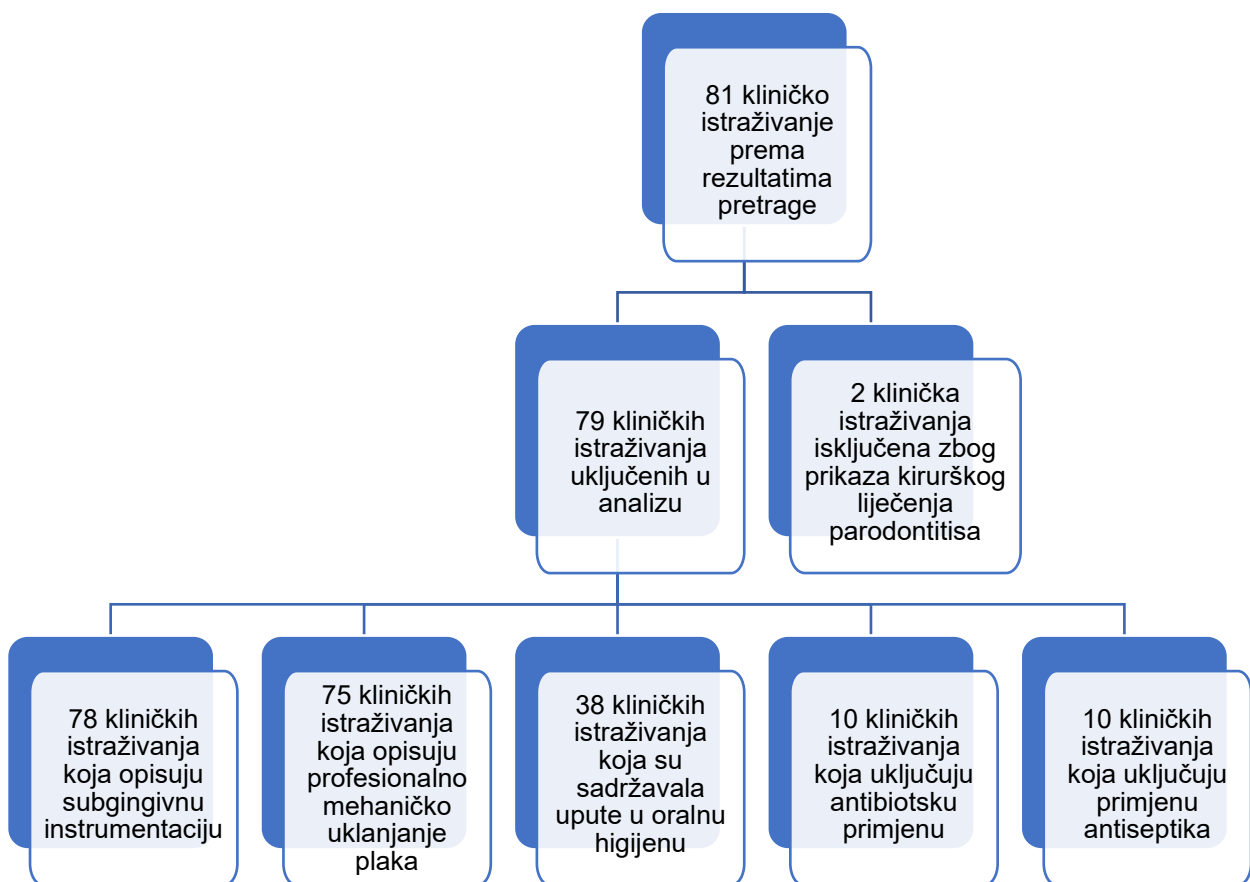 81 kliničko
istraživanje
prema
rezultatima
pretrage
79 kliničkih
istraživanja
uključenih u
analizu
2 klinička
istraživanja
isključena zbog
prikaza kirurškog
liječenja
parodontitisa
78 kliničkih
istraživanja
koja opisuju
subgingivnu
instrumentaciju
75 kliničkih
istraživanja
koja opisuju
profesionalno
mehaničko
uklanjanje
plaka
38 kliničkih
istraživanja
koja su
sadržavala
upute u oralnu
higijenu
10 kliničkih
istraživanja
koja uključuju
antibiotsku
primjenu
10 kliničkih
istraživanja
koja uključuju
primjenu
antiseptika